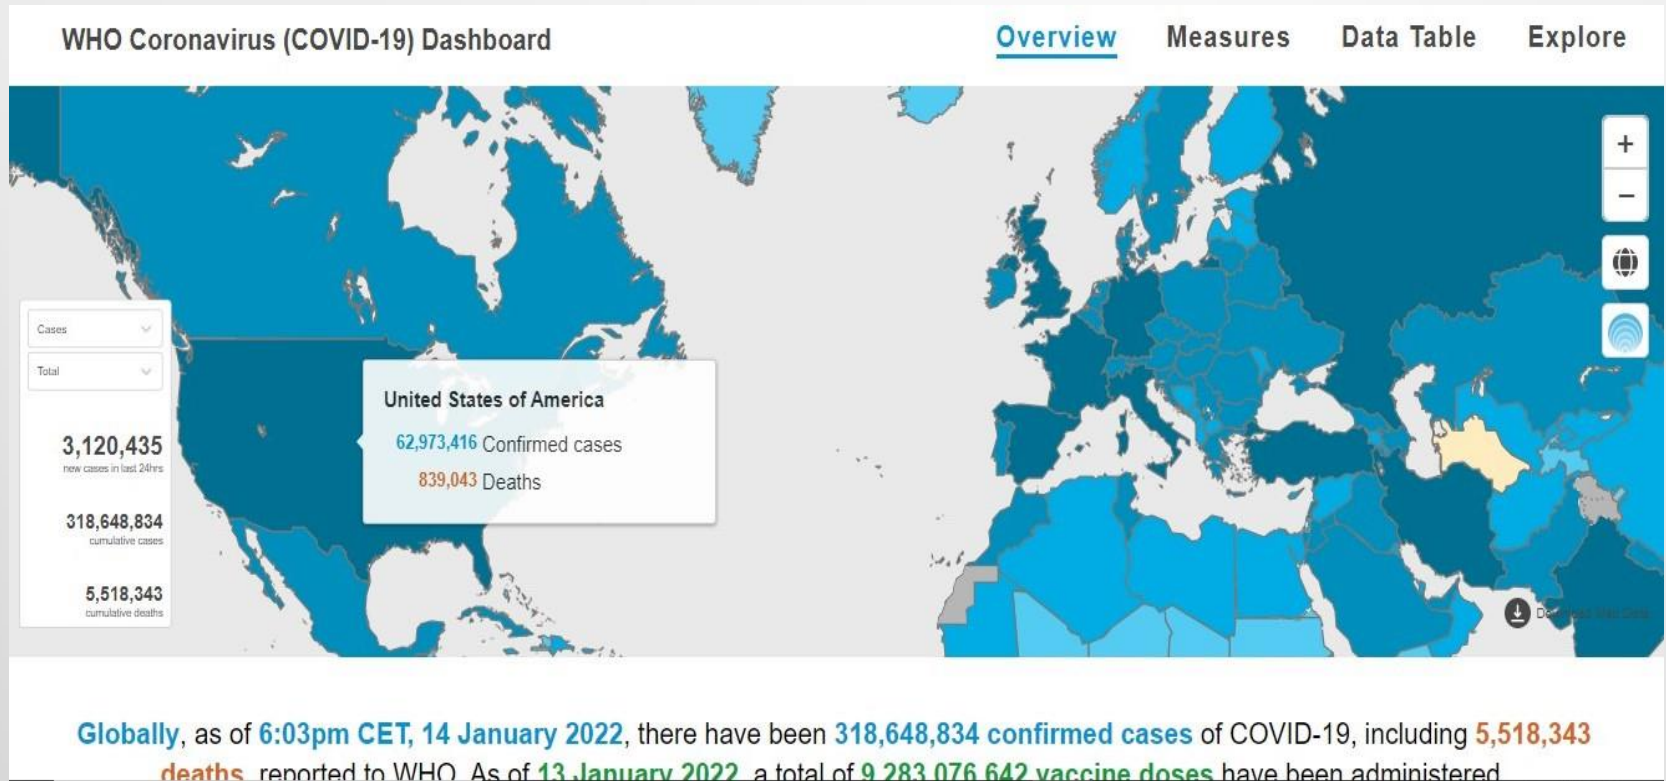 WHO Coronavirus (COVID-19) Dashboard
Overview Measures Data Table Explore
+
−
Cases
Total
3,120,435
new cases in last 24hrs
318,648,834
cumulative cases
5,518,343
cumulative deaths
United States of America
62,973,416 Confirmed cases
839,043 Deaths
Globally, as of 6:03pm CET, 14 January 2022, there have been 318,648,834 confirmed cases of COVID-19, including 5,518,343
deaths, reported to WHO. As of 13 January 2022, a total of 9,283,076,642 vaccine doses have been administered.